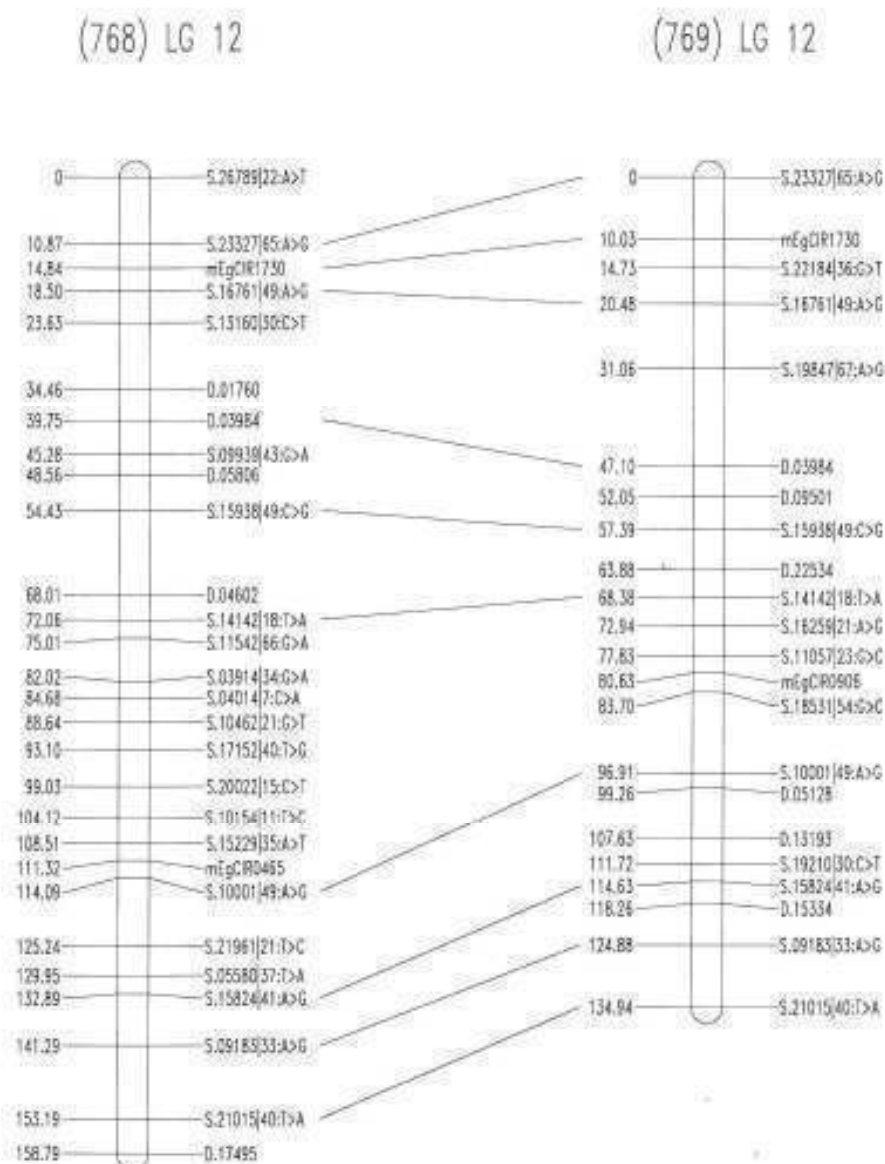 (768) LG 12
0 S.26789|22:A>T
10.87 S.23327|65:A>G
14.84 mEgCIR1730
18.50 S.16761|49:A>G
23.63 S.13160|30:C>T
34.46 D.01760
39.75 D.03984
45.28 S.09939|43:G>A
48.56 D.05806
54.43 S.15938|49:C>G
68.01 D.04602
72.06 S.14142|18:T>A
75.01 S.11542|66:G>A
82.02 S.03914|34:G>A
84.68 S.04014|7:C>A
88.64 S.10462|21:G>T
93.10 S.17152|40:T>G
99.03 S.20022|15:C>T
104.12 S.10154|11:T>C
108.51 S.15229|35:A>T
111.32 mEgCIR0465
114.09 S.10001|49:A>G
125.24 S.21961|21:T>C
129.95 S.05580|37:T>A
132.89 S.15824|41:A>G
141.29 S.09183|33:A>G
153.19 S.21015|40:T>A
158.79 D.17495
(769) LG 12
0 S.23327|65:A>G
10.03 mEgCIR1730
14.73 S.22184|36:G>T
20.48 S.16761|49:A>G
31.06 S.19847|67:A>G
47.10 D.03984
52.05 D.09501
57.39 S.15938|49:C>G
63.88 D.22534
68.38 S.14142|18:T>A
72.94 S.16259|21:A>G
77.83 S.11057|23:G>C
80.63 mEgCIR0906
83.70 S.18531|54:G>C
96.91 S.10001|49:A>G
99.26 D.05128
107.63 D.13193
111.72 S.19210|30:C>T
114.63 S.15824|41:A>G
118.26 D.15334
124.88 S.09183|33:A>G
134.94 S.21015|40:T>A